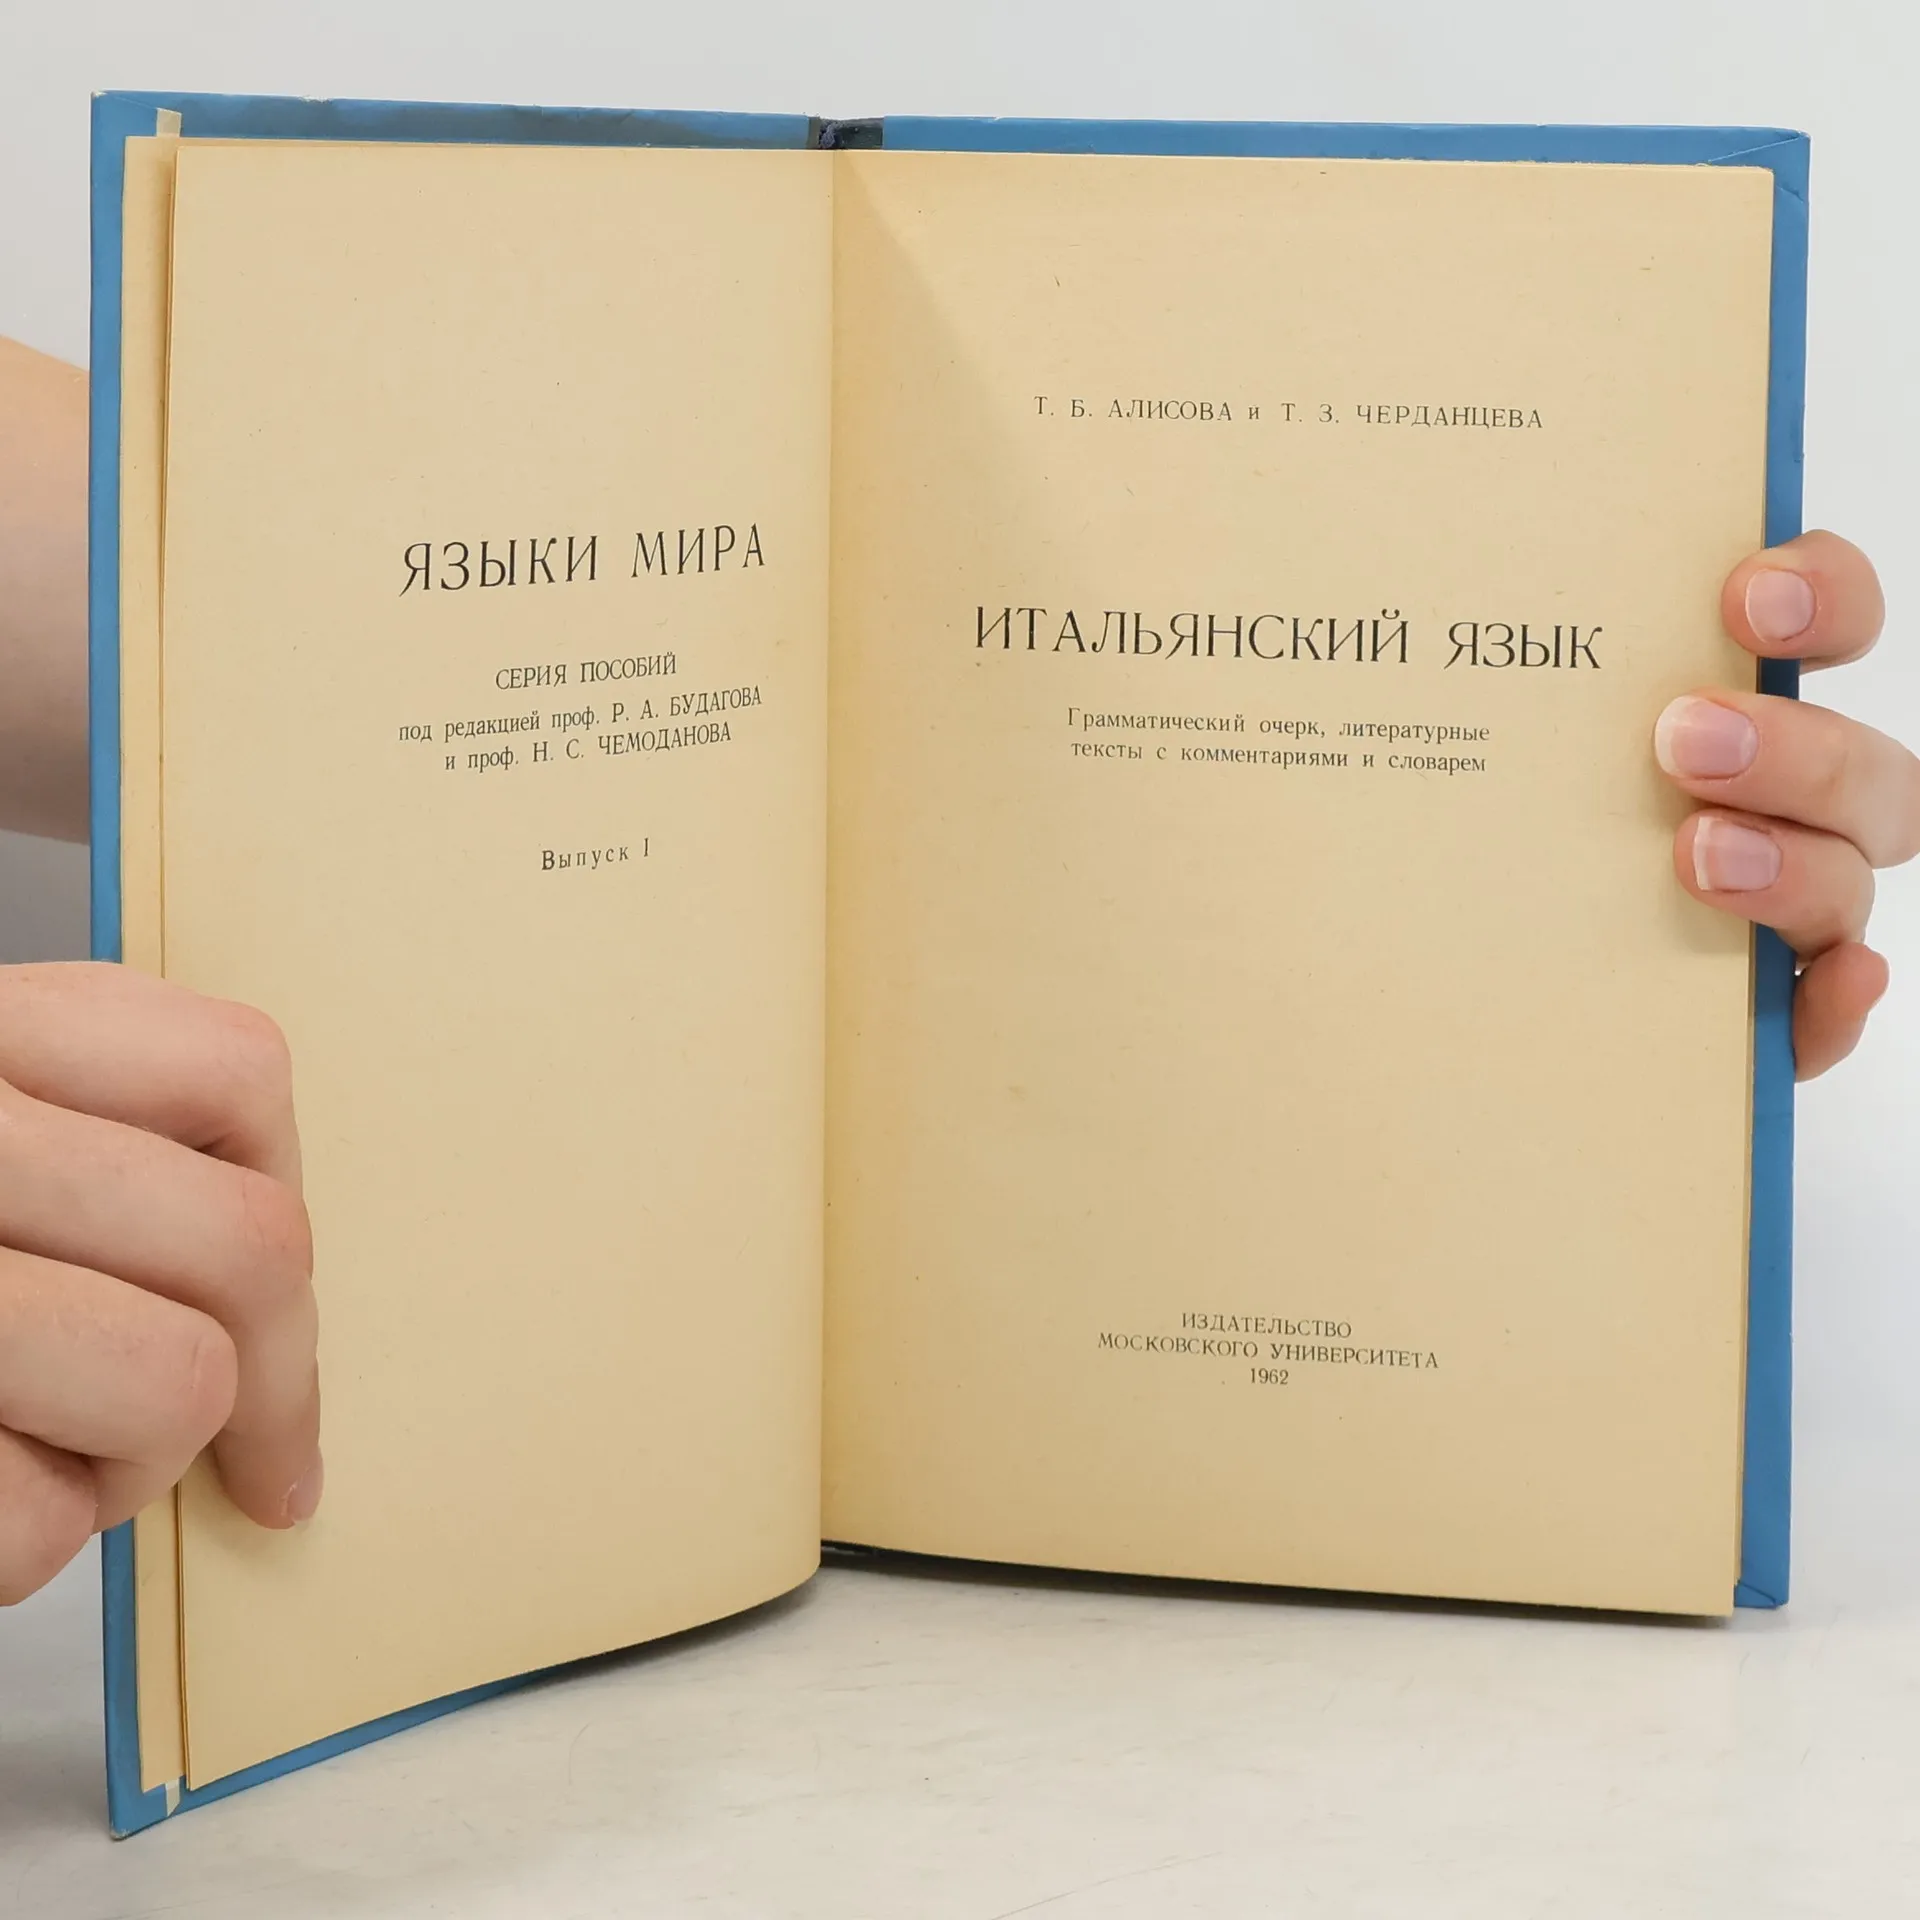 ЯЗЫКИ МИРА
СЕРИЯ ПОСОБИЙ
под редакцией проф. Р. А. БУДАГОВА
и проф. Н. С. ЧЕМОДАНОВА
Выпуск I
Т. Б. АЛИСОВА и Т. З. ЧЕРДАНЦЕВА
ИТАЛЬЯНСКИЙ ЯЗЫК
Грамматический очерк, литературные
тексты с комментариями и словарем
ИЗДАТЕЛЬСТВО
МОСКОВСКОГО УНИВЕРСИТЕТА
1962